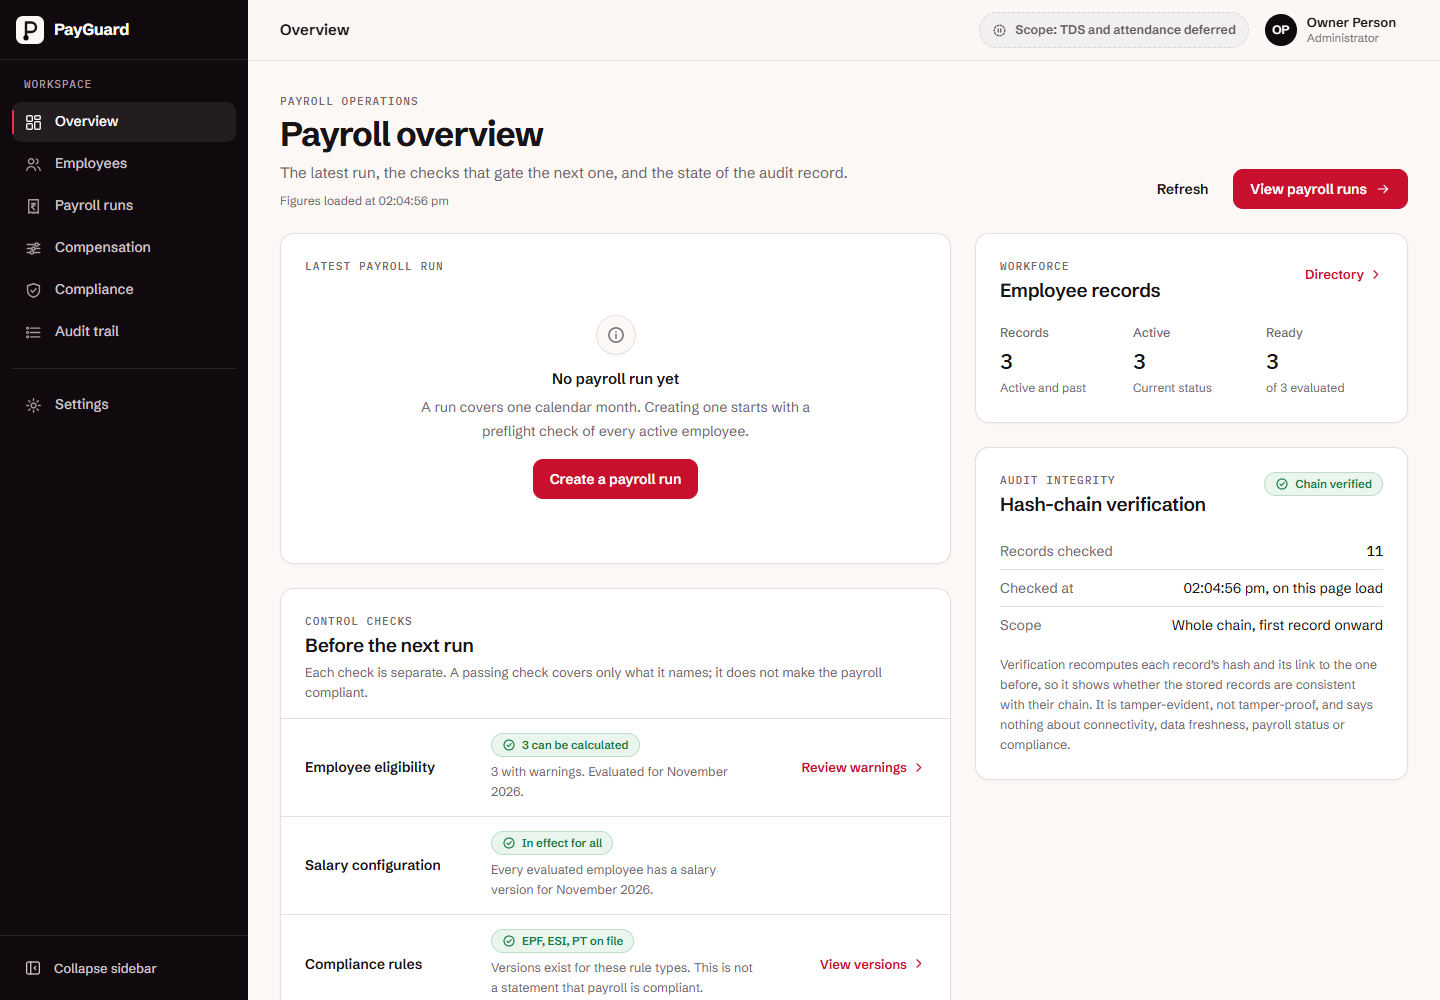 PayGuard
WORKSPACE
Overview
Employees
Payroll runs
Compensation
Compliance
Audit trail
Settings
Collapse sidebar
Overview
Scope: TDS and attendance deferred
OP
Owner Person
Administrator
PAYROLL OPERATIONS
Payroll overview
The latest run, the checks that gate the next one, and the state of the audit record.
Figures loaded at 02:04:56 pm
Refresh
View payroll runs
LATEST PAYROLL RUN
No payroll run yet
A run covers one calendar month. Creating one starts with a
preflight check of every active employee.
Create a payroll run
CONTROL CHECKS
Before the next run
Each check is separate. A passing check covers only what it names; it does not make the payroll
compliant.
Employee eligibility
3 can be calculated
3 with warnings. Evaluated for November
2026.
Review warnings
Salary configuration
In effect for all
Every evaluated employee has a salary
version for November 2026.
Compliance rules
EPF, ESI, PT on file
Versions exist for these rule types. This is not
a statement that payroll is compliant.
View versions
WORKFORCE
Employee records
Directory
Records
Active
Ready
3
3
3
Active and past
Current status
of 3 evaluated
AUDIT INTEGRITY
Hash-chain verification
Chain verified
Records checked
11
Checked at
02:04:56 pm, on this page load
Scope
Whole chain, first record onward
Verification recomputes each record's hash and its link to the one
before, so it shows whether the stored records are consistent
with their chain. It is tamper-evident, not tamper-proof, and says
nothing about connectivity, data freshness, payroll status or
compliance.